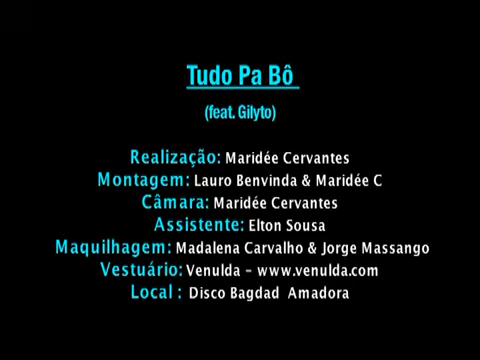 Tudo Pa Bô
(feat. Gilyto)
Realização: Maridée Cervantes
Montagem: Lauro Benvinda & Maridée C
Câmara: Maridée Cervantes
Assistente: Elton Sousa
Maquilhagem: Madalena Carvalho & Jorge Massango
Vestuário: Venulda – www.venulda.com
Local : Disco Bagdad Amadora